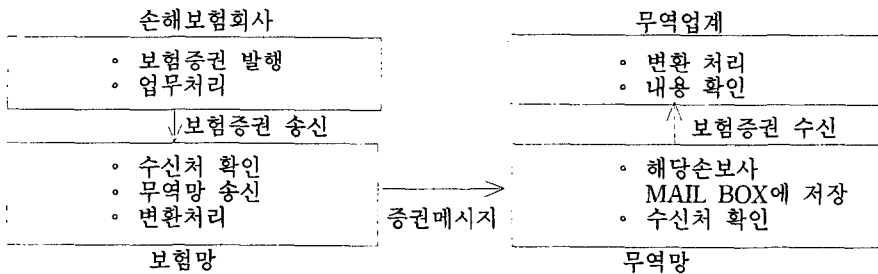 손해보험회사
◦ 보험증권 발행
◦ 업무처리
보험증권 송신
◦ 수신처 확인
◦ 무역망 송신
◦ 변환처리
보험망
증권메시지
무역업계
◦ 변환 처리
◦ 내용 확인
보험증권 수신
◦ 해당손보사
MAIL BOX에 저장
◦ 수신처 확인
무역망